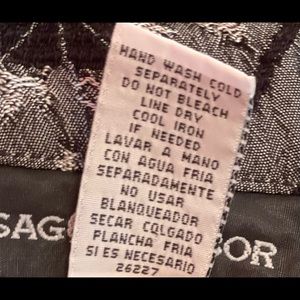 HAND WASH COLD
SEPARATELY
DO NOT BLEACH
LINE DRY
COOL IRON
IF NEEDED
LAVAR A MANO
CON AGUA FRIA
SEPARADAMENTE
NO USAR
BLANQUEADOR
SECAR COLGADO
PLANCHA FRIA
SI ES NECESARIO
26227
SAG
OR